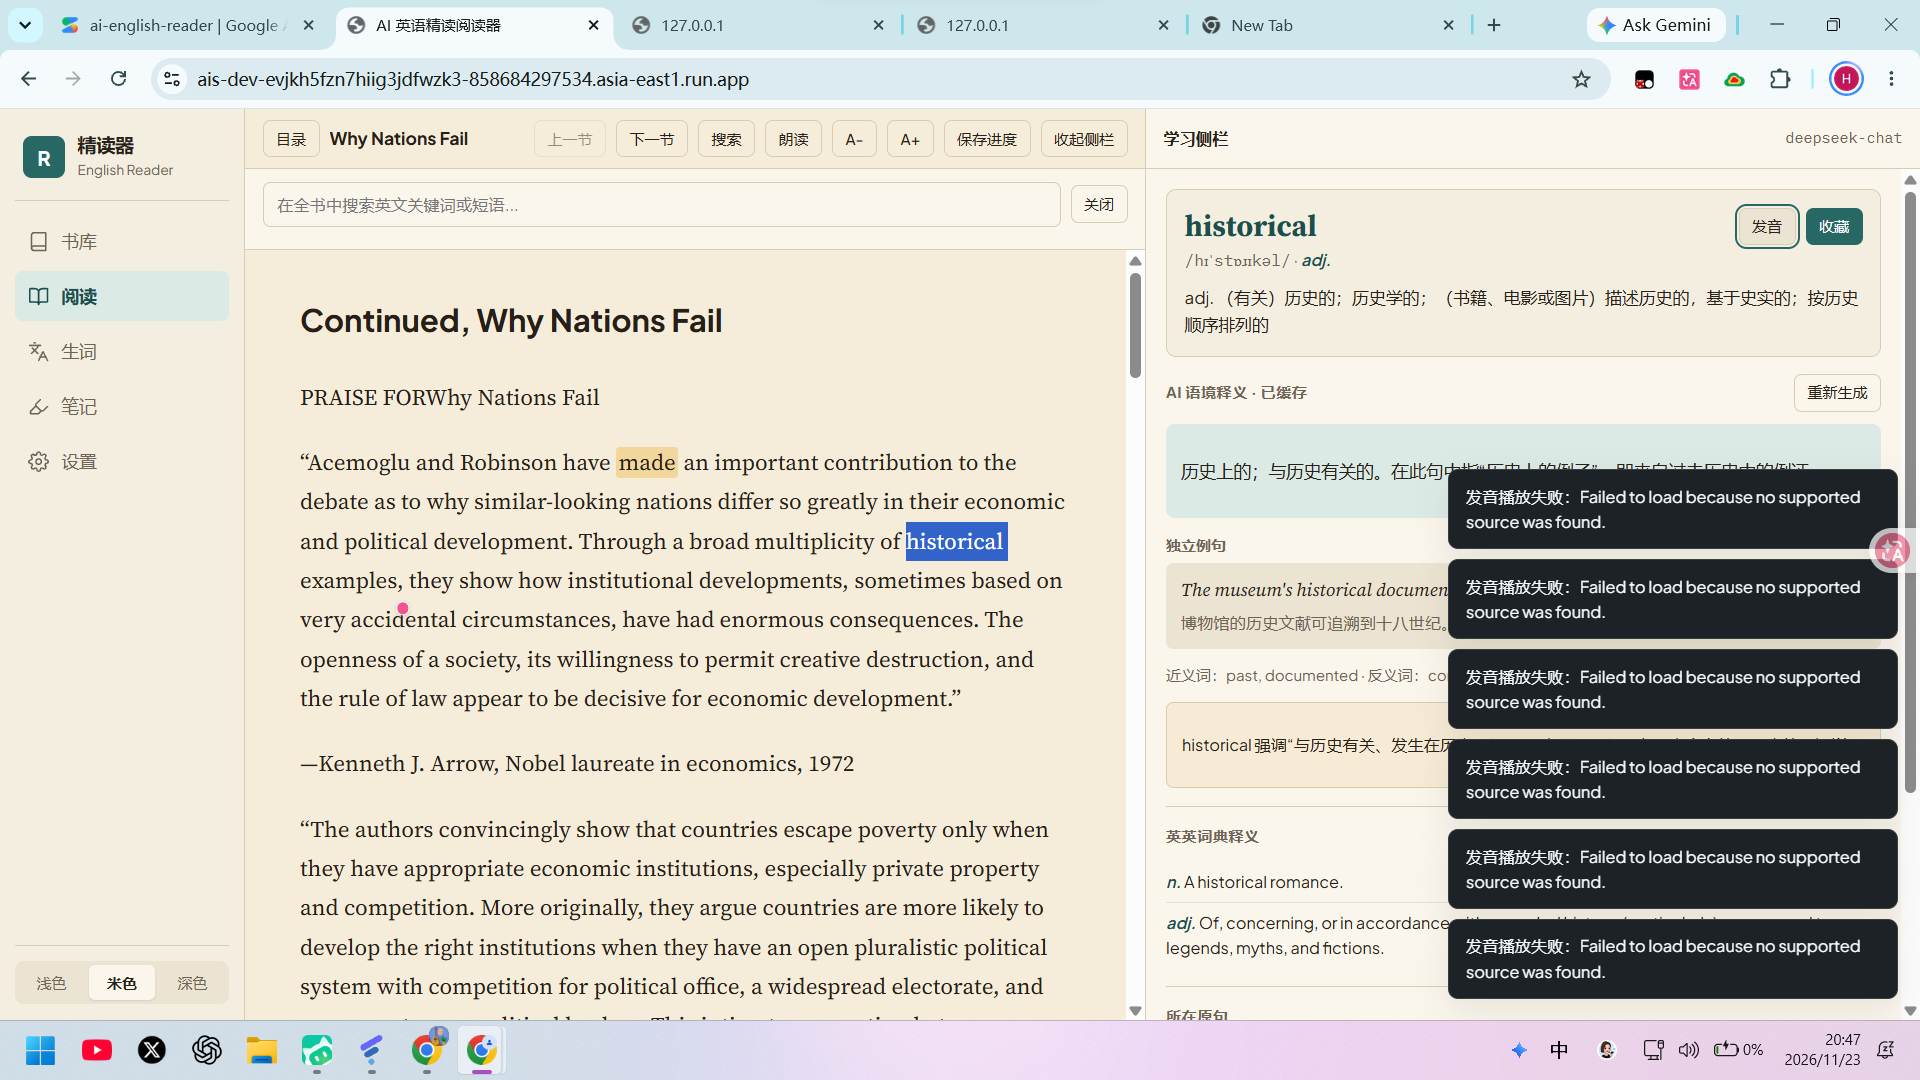 ai-english-reader | Google A
AI 英语精读阅读器
127.0.0.1
127.0.0.1
New Tab
Ask Gemini
ais-dev-evjkh5fzn7hiig3jdfwzk3-858684297534.asia-east1.run.app
H
R
精读器
English Reader
书库
阅读
生词
笔记
设置
浅色
米色
深色
目录
Why Nations Fail
上一节
下一节
搜索
朗读
A-
A+
保存进度
收起侧栏
在全书中搜索英文关键词或短语...
关闭
Continued, Why Nations Fail
PRAISE FORWhy Nations Fail
“Acemoglu and Robinson have made an important contribution to the
debate as to why similar-looking nations differ so greatly in their economic
and political development. Through a broad multiplicity of historical
examples, they show how institutional developments, sometimes based on
very accidental circumstances, have had enormous consequences. The
openness of a society, its willingness to permit creative destruction, and
the rule of law appear to be decisive for economic development.”
—Kenneth J. Arrow, Nobel laureate in economics, 1972
“The authors convincingly show that countries escape poverty only when
they have appropriate economic institutions, especially private property
and competition. More originally, they argue countries are more likely to
develop the right institutions when they have an open pluralistic political
system with competition for political office, a widespread electorate, and
学习侧栏
deepseek-chat
historical
发音
收藏
/hɪˈstɒɹɪkəl/ · adj.
adj. （有关）历史的；历史学的；（书籍、电影或图片）描述历史的，基于史实的；按历史
顺序排列的
AI 语境释义 · 已缓存
重新生成
历史上的；与历史有关的。在此句中指“历史上的例子”，即来自过去历史中的例证
独立例句
The museum's historical documen
博物馆的历史文献可追溯到十八世纪。
近义词：past, documented · 反义词：co
historical 强调“与历史有关、发生在历
英英词典释义
n. A historical romance.
adj. Of, concerning, or in accordance
legends, myths, and fictions.
所在原句
发音播放失败：Failed to load because no supported
source was found.
发音播放失败：Failed to load because no supported
source was found.
发音播放失败：Failed to load because no supported
source was found.
发音播放失败：Failed to load because no supported
source was found.
发音播放失败：Failed to load because no supported
source was found.
发音播放失败：Failed to load because no supported
source was found.
中
0%
20:47
2026/11/23